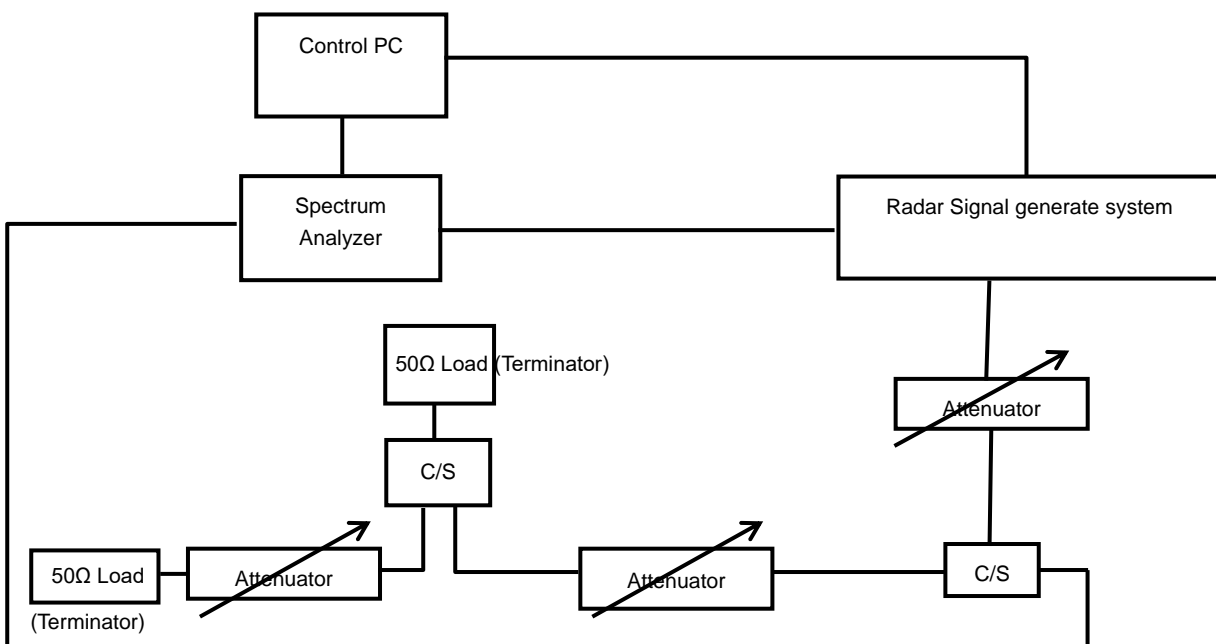 Control PC
Spectrum
Analyzer
Radar Signal generate system
50Ω Load (Terminator)
Attenuator
C/S
50Ω Load
(Terminator)
Attenuator
Attenuator
C/S